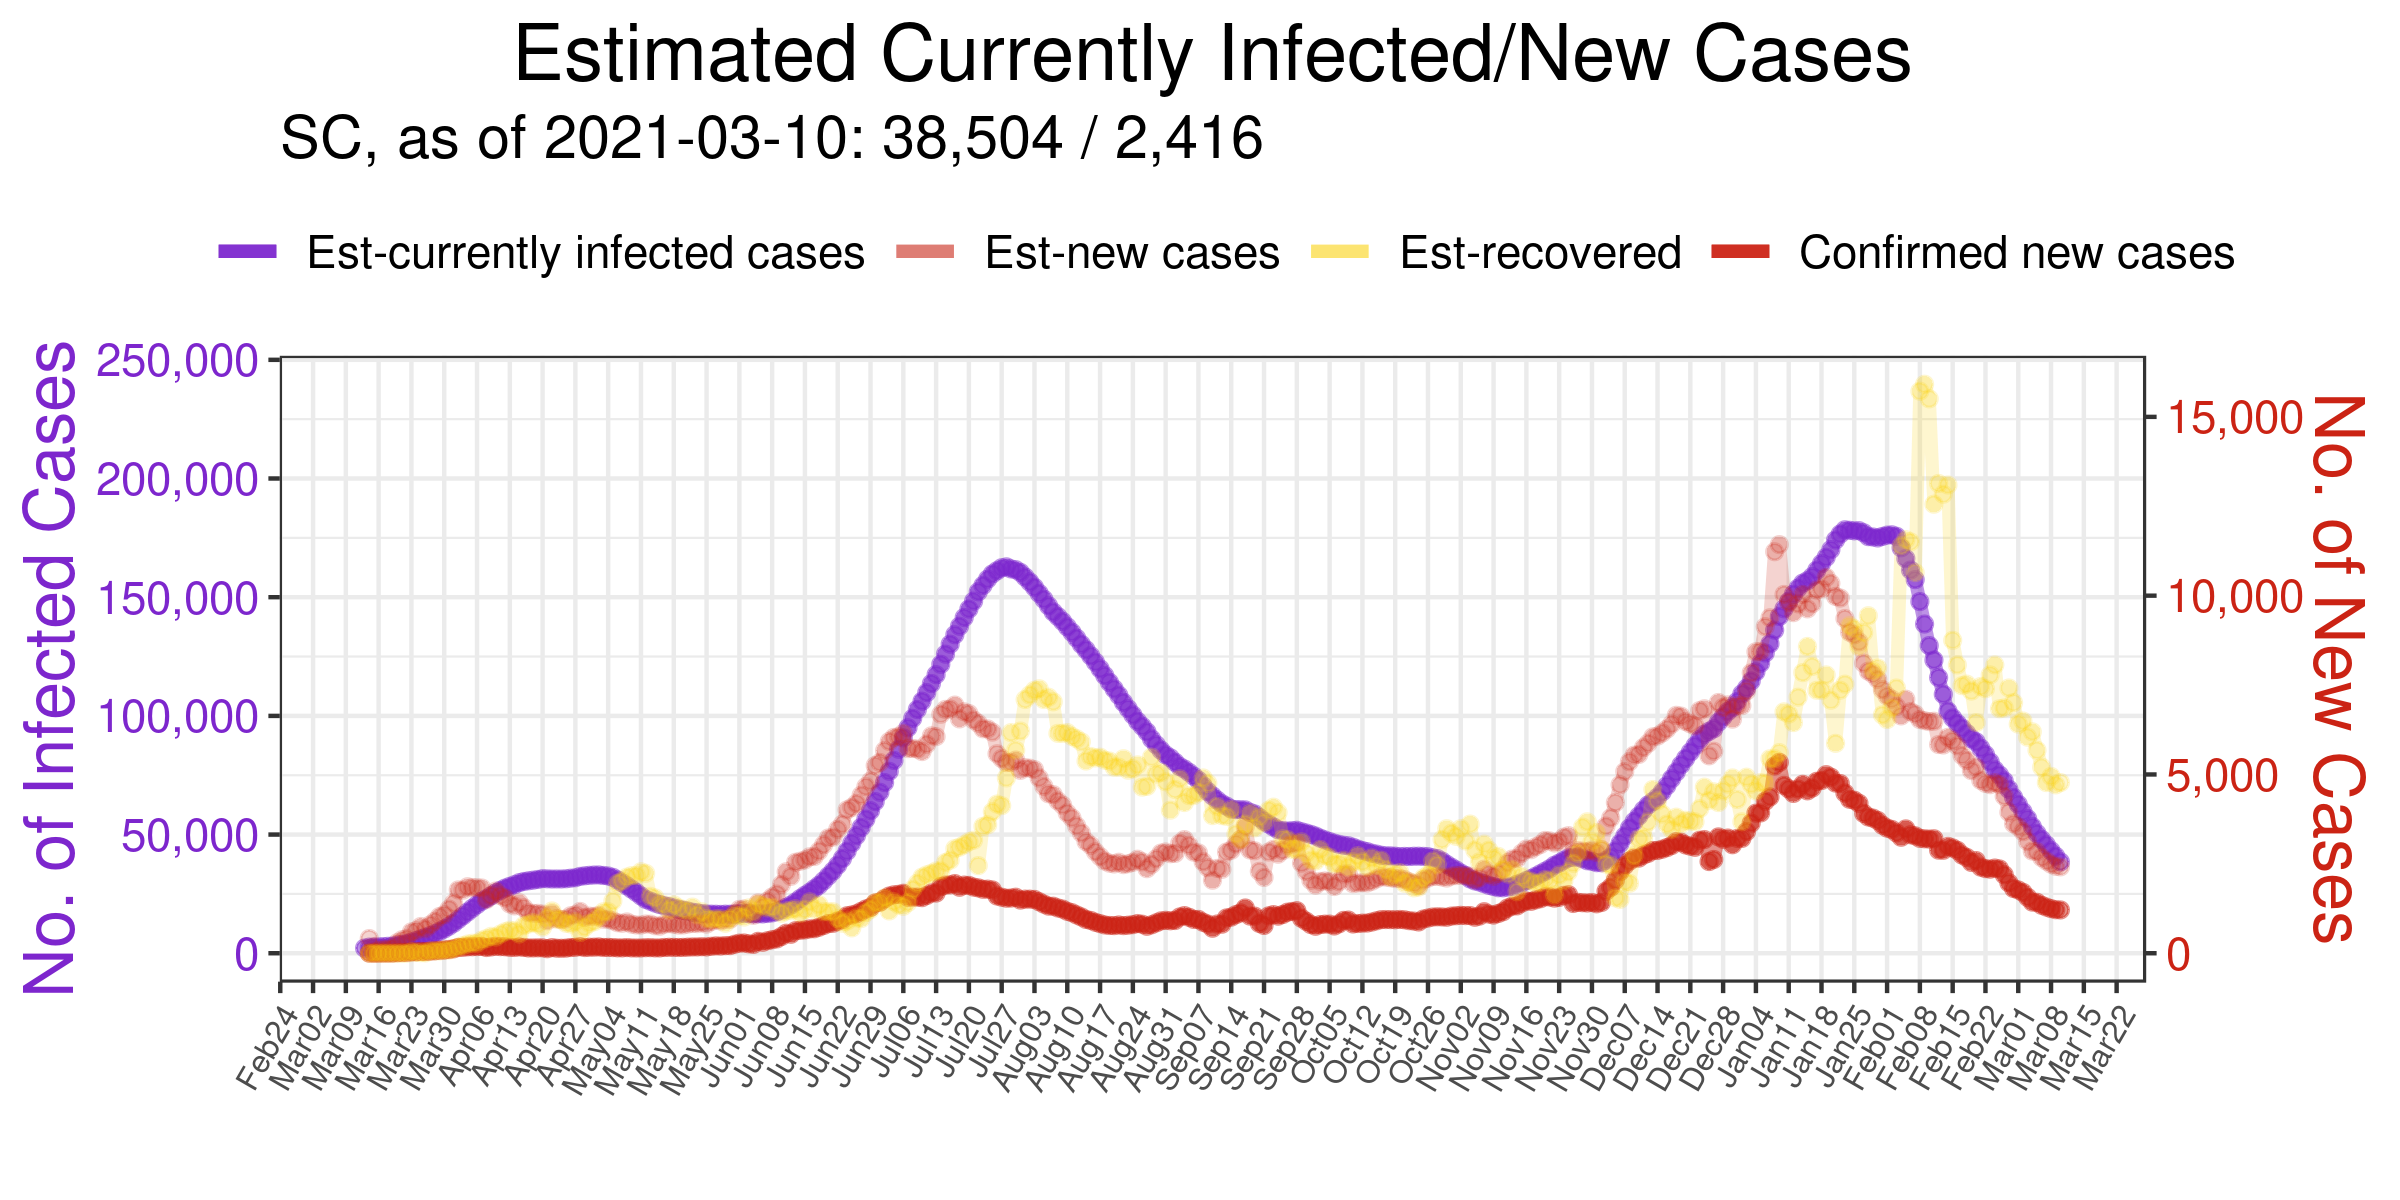 Estimated Currently Infected/New Cases
SC, as of 2021-03-10: 38,504 / 2,416
Est-currently infected cases
Est-new cases
Est-recovered
Confirmed new cases
No. of Infected Cases
250,000
200,000
150,000
100,000
50,000
0
15,000
10,000
5,000
0
No. of New Cases
Feb24
Mar02
Mar09
Mar16
Mar23
Mar30
Apr06
Apr13
Apr20
Apr27
May04
May11
May18
May25
Jun01
Jun08
Jun15
Jun22
Jun29
Jul06
Jul13
Jul20
Jul27
Aug03
Aug10
Aug17
Aug24
Aug31
Sep07
Sep14
Sep21
Sep28
Oct05
Oct12
Oct19
Oct26
Nov02
Nov09
Nov16
Nov23
Nov30
Dec07
Dec14
Dec21
Dec28
Jan04
Jan11
Jan18
Jan25
Feb01
Feb08
Feb15
Feb22
Mar01
Mar08
Mar15
Mar22